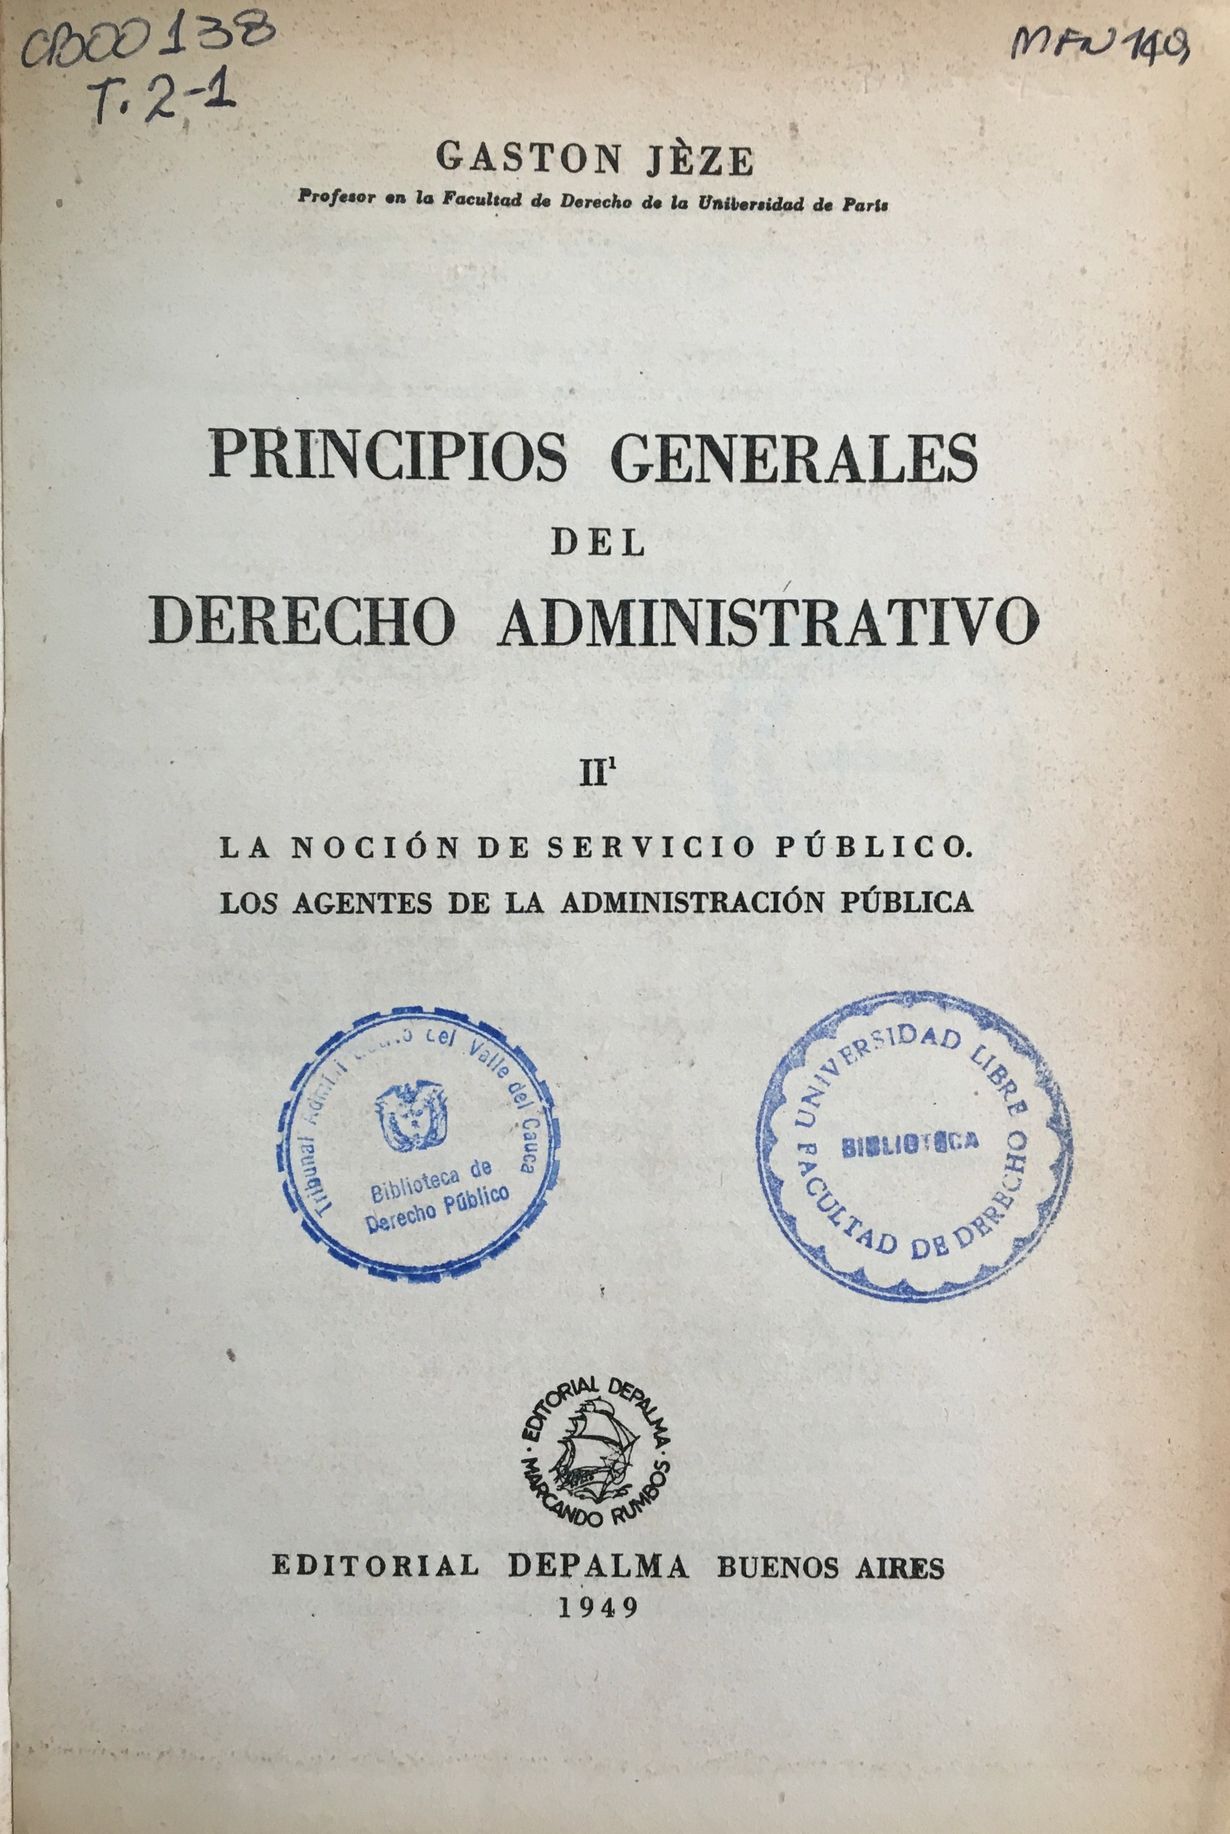 CB00138
T. 2-1
MFN 140
GASTON JÈZE
Profesor en la Facultad de Derecho de la Universidad de París
PRINCIPIOS GENERALES
DEL
DERECHO ADMINISTRATIVO
II¹
LA NOCIÓN DE SERVICIO PÚBLICO.
LOS AGENTES DE LA ADMINISTRACIÓN PÚBLICA
Tribunal del Valle del Cauca
Biblioteca de
Derecho Público
UNIVERSIDAD LIBRE
BIBLIOTECA
FACULTAD DE DERECHO
EDITORIAL DEPALMA
MARCANDO RUMBOS
EDITORIAL DEPALMA BUENOS AIRES
1949